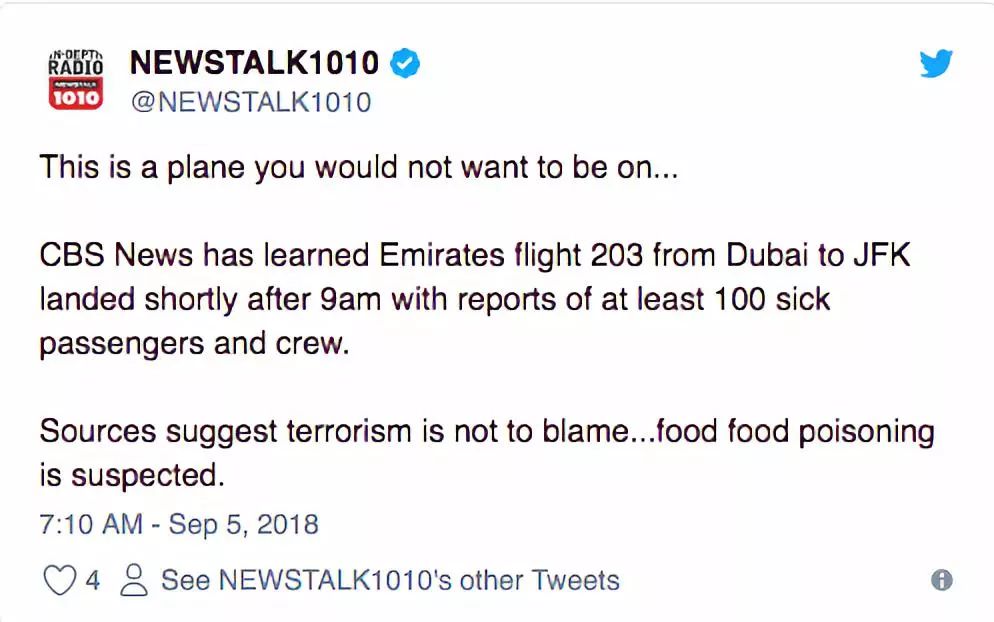 IN-DEPTH
RADIO
NEWSTALK
1010
NEWSTALK1010
@NEWSTALK1010
This is a plane you would not want to be on...
CBS News has learned Emirates flight 203 from Dubai to JFK
landed shortly after 9am with reports of at least 100 sick
passengers and crew.
Sources suggest terrorism is not to blame...food food poisoning
is suspected.
7:10 AM - Sep 5, 2018
4 See NEWSTALK1010's other Tweets